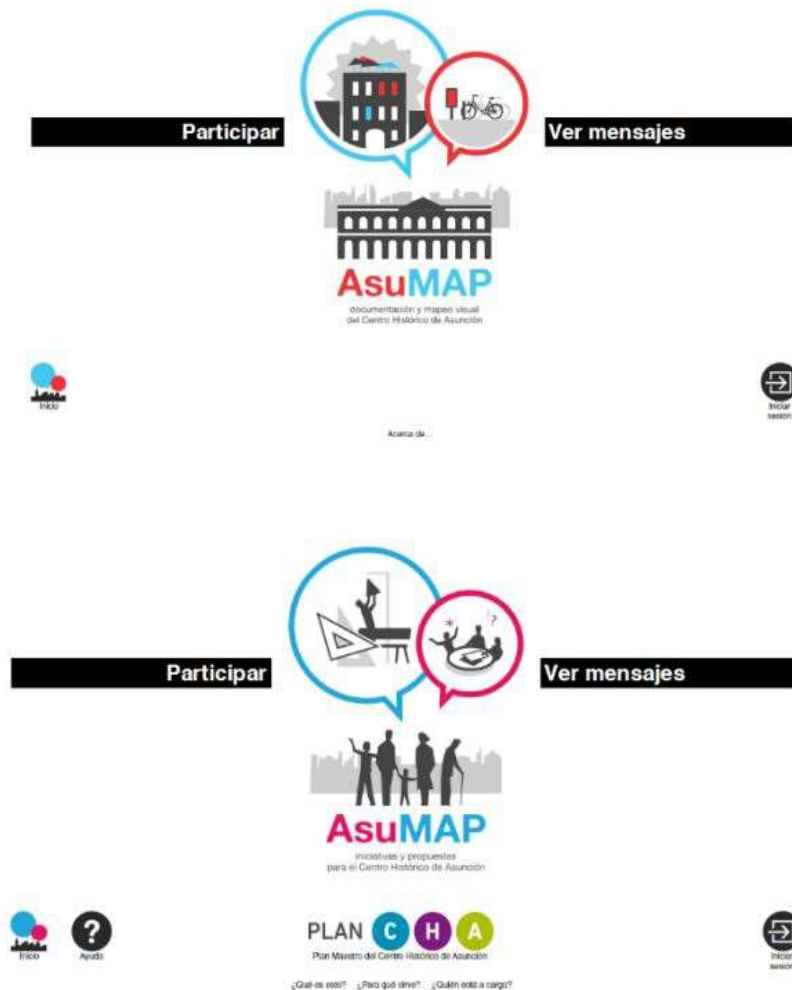 Participar
Ver mensajes
AsuMAP
documentación y mapeo visual
del Centro Histórico de Asunción
Inicio
Iniciar
sesión
Acerca de...
* ?
Participar
Ver mensajes
AsuMAP
iniciativas y propuestas
para el Centro Histórico de Asunción
?
Inicio
Ayuda
PLAN C H A
Plan Maestro del Centro Histórico de Asunción
Iniciar
sesión
¿Qué es esto? ¿Para qué sirve? ¿Quién está a cargo?